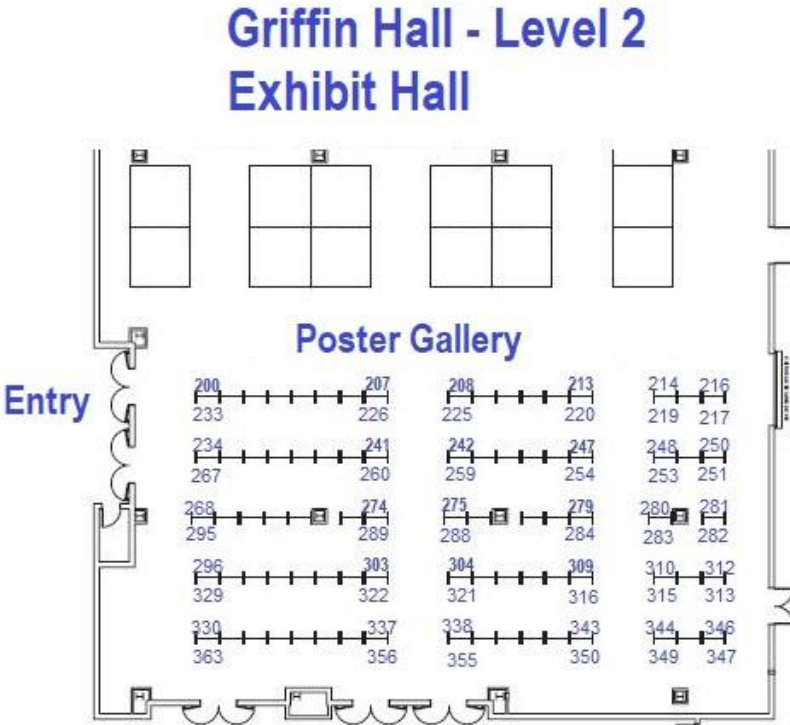 Griffin Hall - Level 2
Exhibit Hall
Poster Gallery
Entry
200 207 208 213 214 216
233 226 225 220 219 217
234 241 242 247 248 250
267 260 259 254 253 251
268 274 275 279 280 281
295 289 288 284 283 282
296 303 304 309 310 312
329 322 321 316 315 313
330 337 338 343 344 346
363 356 355 350 349 347